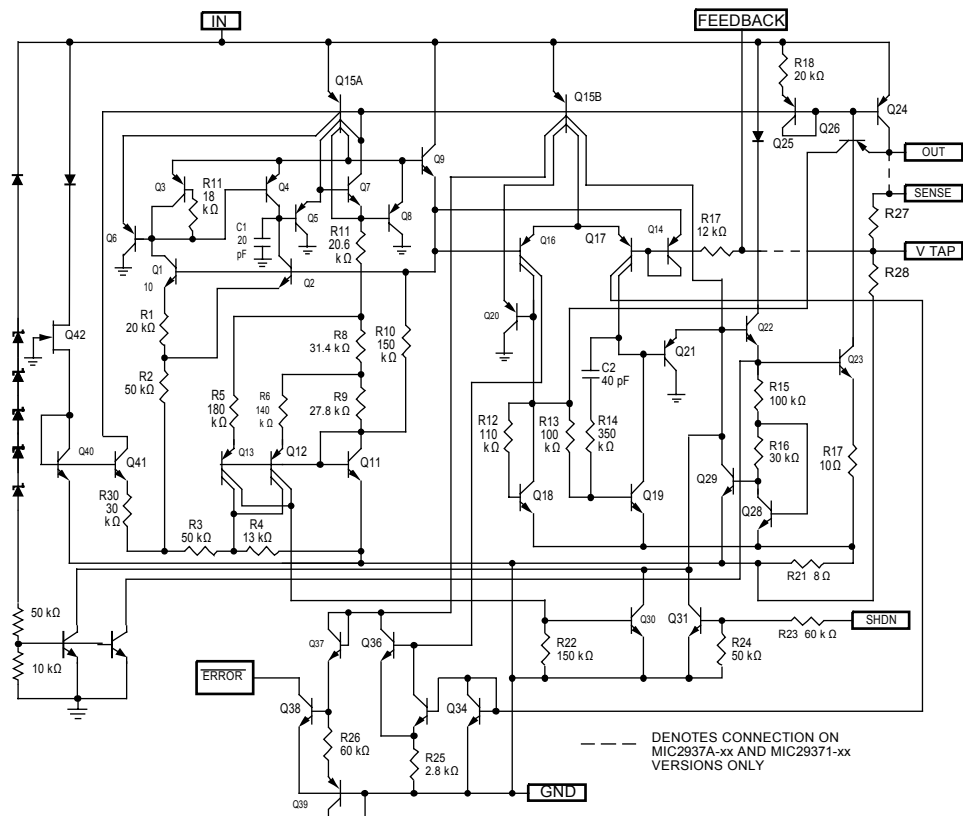 IN
FEEDBACK
R18
20 kΩ
Q15A
Q15B
Q24
Q26
Q25
Q9
OUT
Q3
R11
18
kΩ
Q4
Q7
SENSE
R17
12 kΩ
Q14
R27
Q6
C1
20
pF
Q5
Q8
Q16
Q17
R11
20.6
kΩ
V TAP
Q1
10
Q2
R28
R1
20 kΩ
R10
150
kΩ
Q20
Q42
R8
31.4 kΩ
Q21
Q22
Q23
C2
40 pF
R2
50 kΩ
R5
180
kΩ
R6
140
kΩ
R9
27.8 kΩ
R15
100 kΩ
R12
110
kΩ
R13
100
kΩ
R14
350
kΩ
R16
30 kΩ
R17
10Ω
Q40
Q41
Q13
Q12
Q11
Q29
R30
30
kΩ
Q18
Q19
Q28
R3
50 kΩ
R4
13 kΩ
R21 8 Ω
50 kΩ
10 kΩ
Q37
Q36
R22
150 kΩ
Q30
Q31
R24
50 kΩ
R23 60 kΩ
SHDN
ERROR
Q38
Q34
R26
60 kΩ
R25
2.8 kΩ
DENOTES CONNECTION ON
MIC2937A-xx AND MIC29371-xx
VERSIONS ONLY
Q39
GND